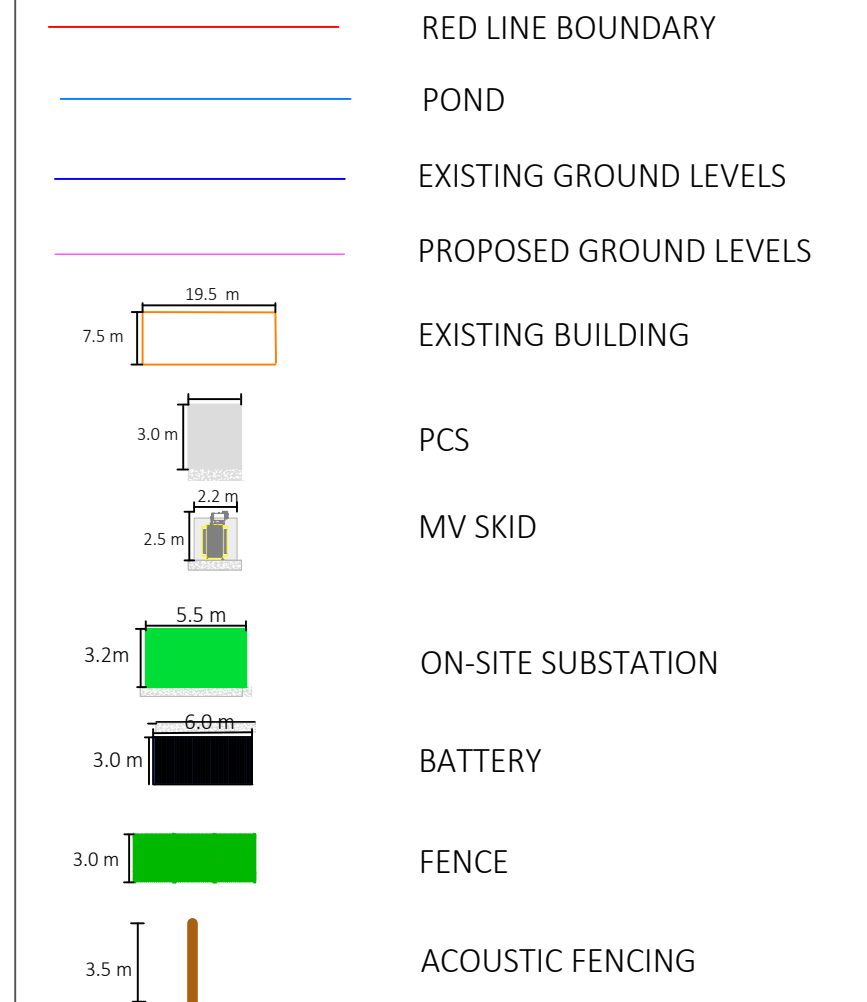 RED LINE BOUNDARY
POND
EXISTING GROUND LEVELS
PROPOSED GROUND LEVELS
19.5 m
7.5 m
EXISTING BUILDING
3.0 m
PCS
2.2 m
2.5 m
MV SKID
5.5 m
3.2m
ON-SITE SUBSTATION
6.0 m
3.0 m
BATTERY
3.0 m
FENCE
3.5 m
ACOUSTIC FENCING